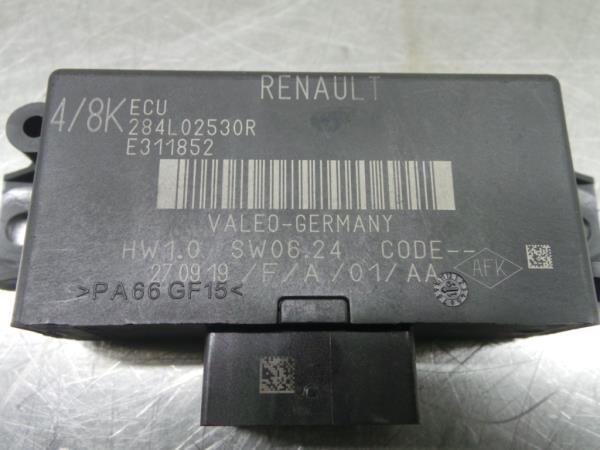 RENAULT
4/8K ECU
284L02530R
E311852
VALEO-GERMANY
HW1.0 SW06.24 CODE--
27 09 19 /F/A /01/AA
AFK
>PA66 GF15<